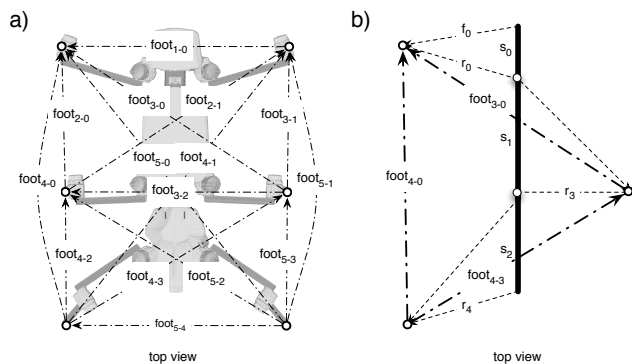 a)
foot1-0
foot3-0
foot2-1
foot2-0
foot3-1
foot5-0
foot4-1
foot4-0
foot5-1
foot3-2
foot4-2
foot5-3
foot4-3
foot5-2
foot5-4
top view
b)
f0
s0
r0
foot3-0
s1
foot4-0
r3
s2
foot4-3
r4
top view